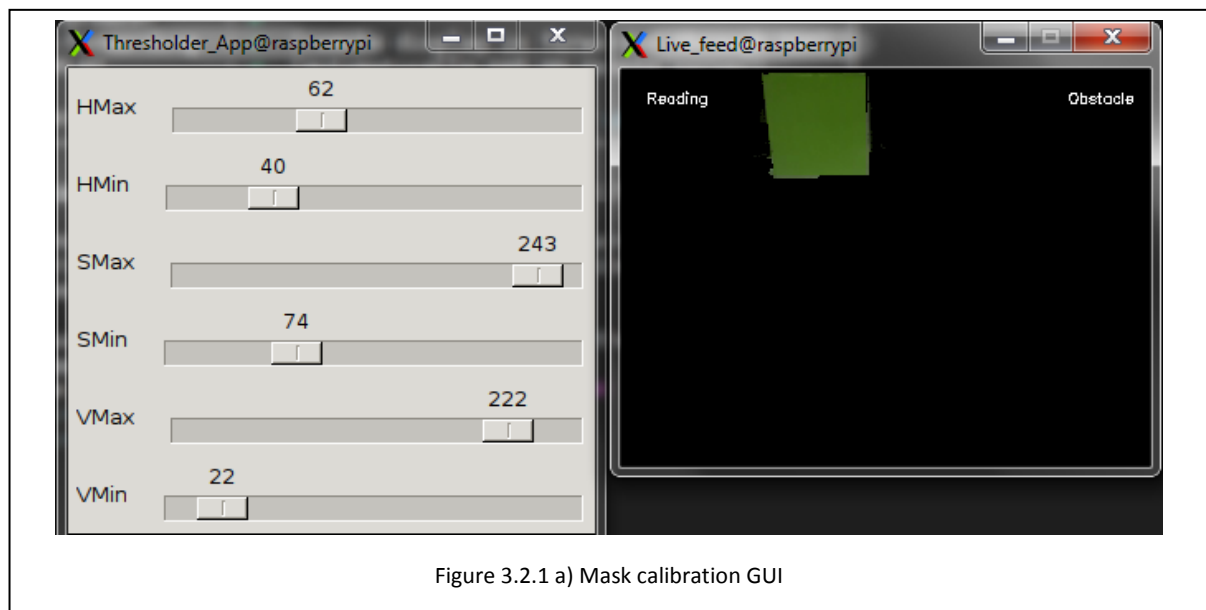 Thresholder_App@raspberrypi
HMax 62
HMin 40
SMax 243
SMin 74
VMax 222
VMin 22
Live_feed@raspberrypi
Reading Obstacle
Figure 3.2.1 a) Mask calibration GUI